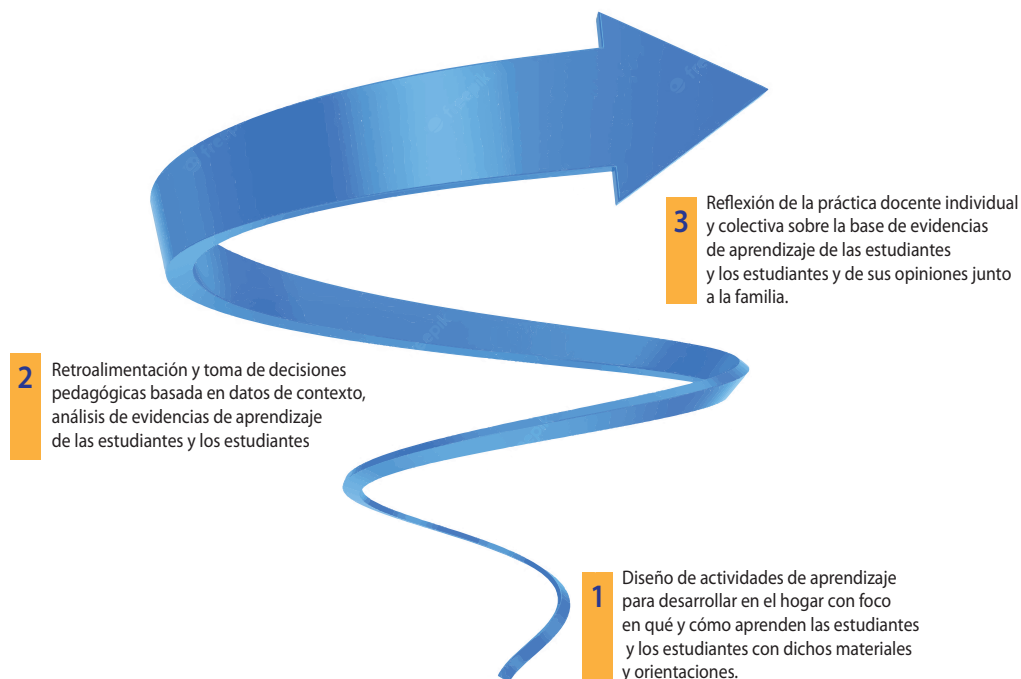 3
Reflexión de la práctica docente individual
y colectiva sobre la base de evidencias
de aprendizaje de las estudiantes
y los estudiantes y de sus opiniones junto
a la familia.
2
Retroalimentación y toma de decisiones
pedagógicas basada en datos de contexto,
análisis de evidencias de aprendizaje
de las estudiantes y los estudiantes
1
Diseño de actividades de aprendizaje
para desarrollar en el hogar con foco
en qué y cómo aprenden las estudiantes
y los estudiantes con dichos materiales
y orientaciones.